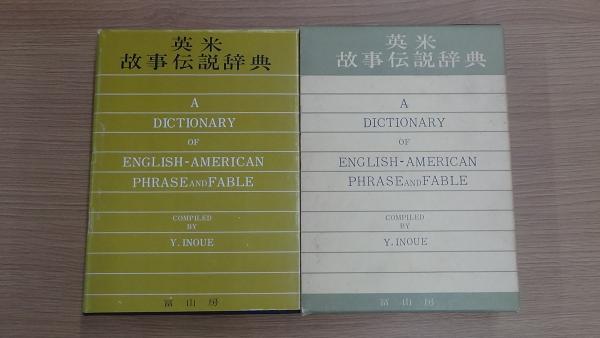 英米
故事伝説辞典
A
DICTIONARY
OF
ENGLISH-AMERICAN
PHRASE AND FABLE
COMPILED
BY
Y. INOUE
冨山房
英米
故事伝説辞典
A
DICTIONARY
OF
ENGLISH-AMERICAN
PHRASE AND FABLE
COMPILED
BY
Y. INOUE
冨山房